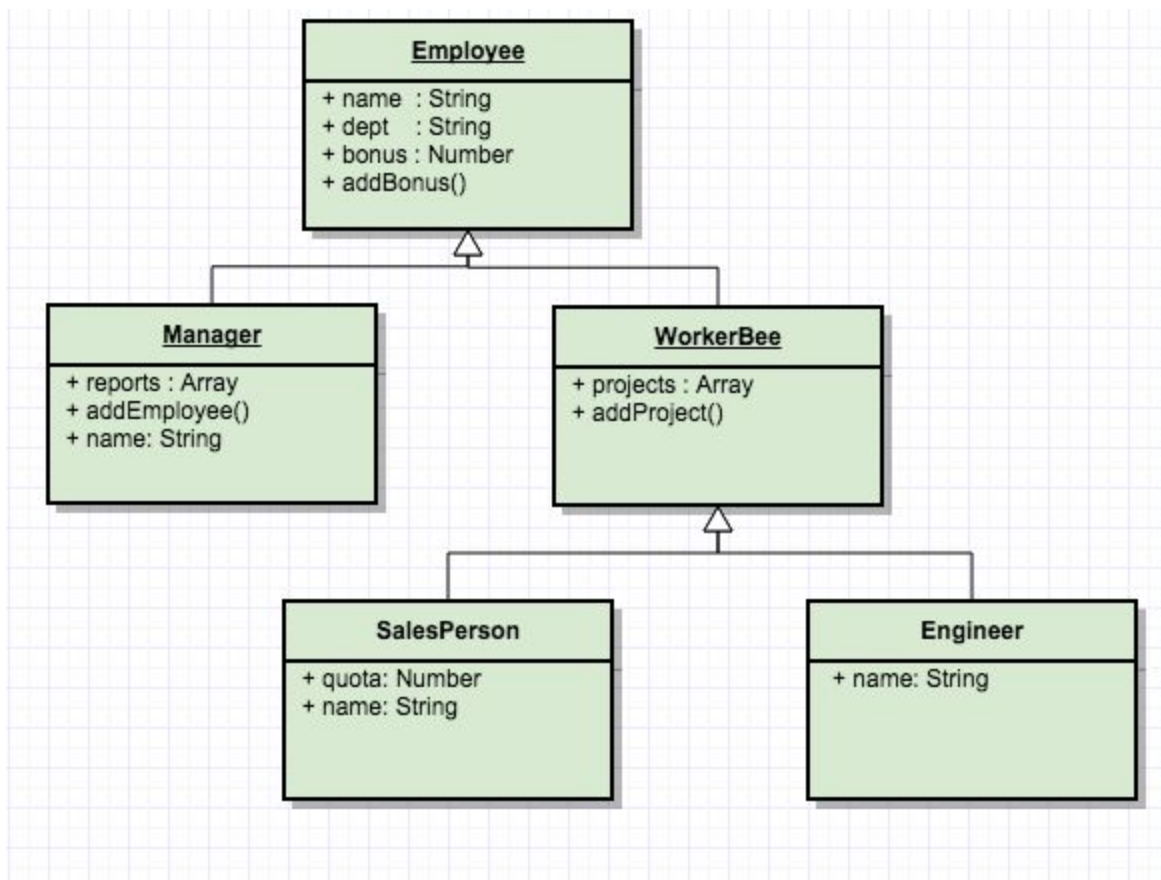 Employee
+ name : String
+ dept : String
+ bonus : Number
+ addBonus()
Manager
+ reports : Array
+ addEmployee()
+ name: String
WorkerBee
+ projects : Array
+ addProject()
SalesPerson
+ quota: Number
+ name: String
Engineer
+ name: String